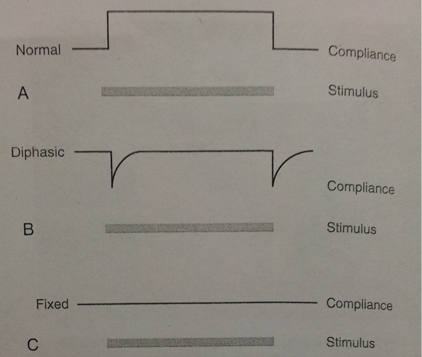 Normal Compliance
A Stimulus
Diphasic
Compliance
B Stimulus
Fixed Compliance
C Stimulus